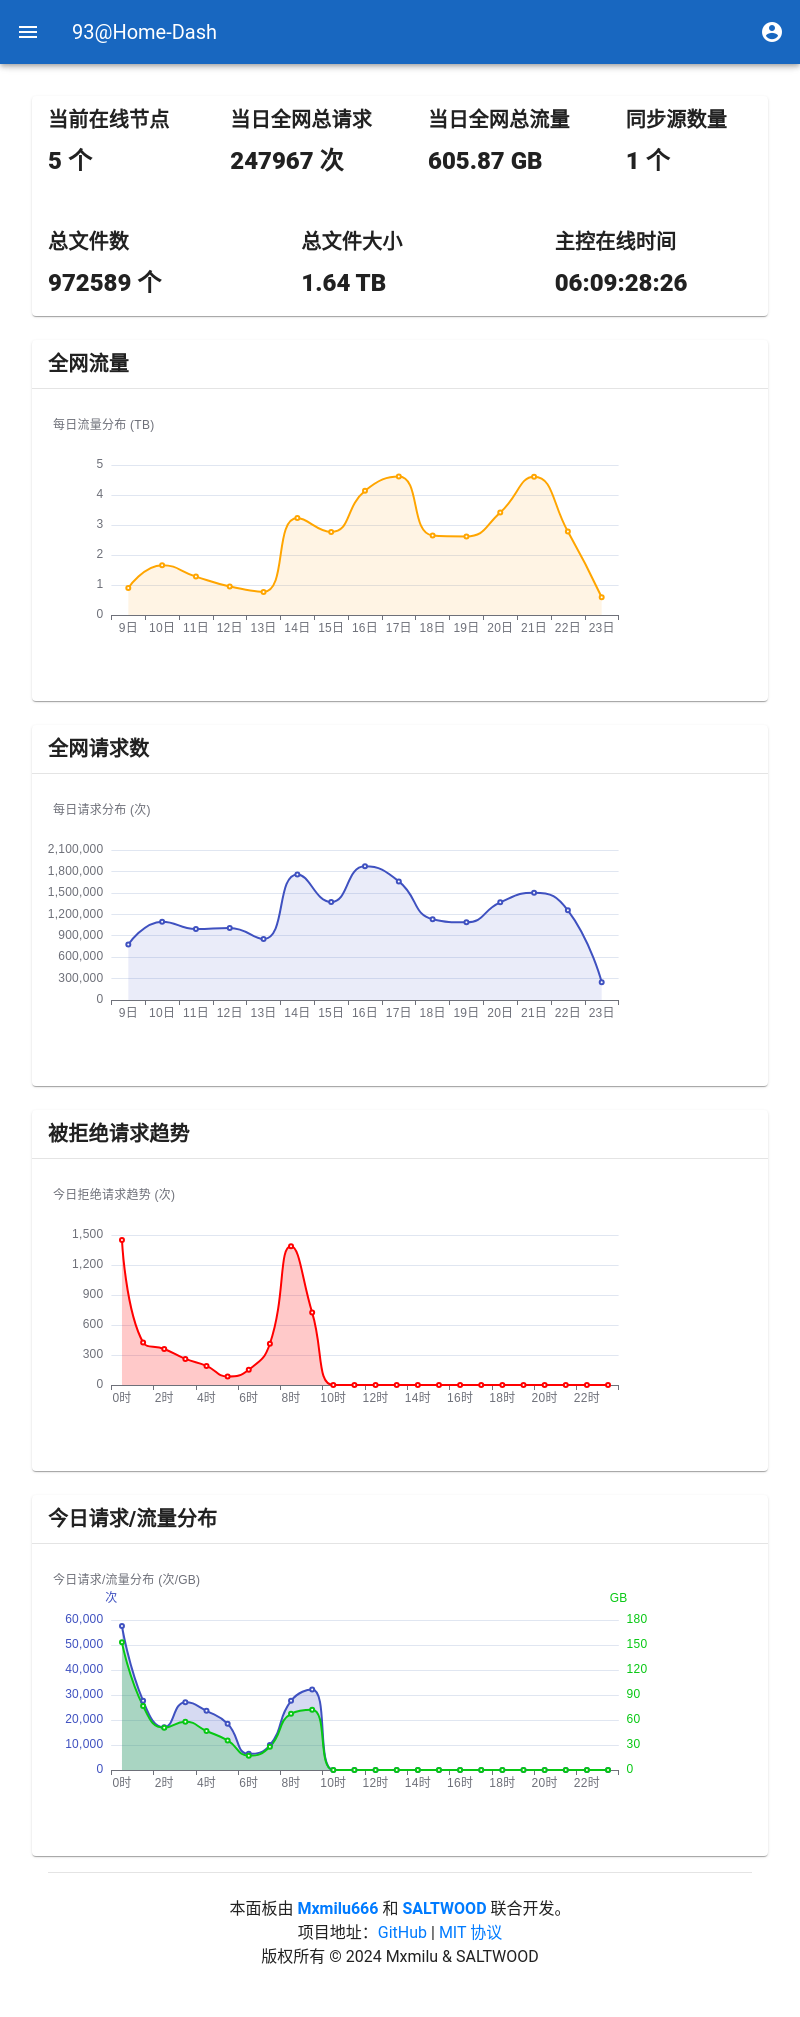 93@Home-Dash
当前在线节点 当日全网总请求 当日全网总流量 同步源数量
5 个 247967 次 605.87 GB 1 个
总文件数 总文件大小 主控在线时间
972589 个 1.64 TB 06:09:28:26
全网流量
每日流量分布 (TB)
5
4
3
2
1
0
9日 10日 11日 12日 13日 14日 15日 16日 17日 18日 19日 20日 21日 22日 23日
全网请求数
每日请求分布 (次)
2,100,000
1,800,000
1,500,000
1,200,000
900,000
600,000
300,000
0
9日 10日 11日 12日 13日 14日 15日 16日 17日 18日 19日 20日 21日 22日 23日
被拒绝请求趋势
今日拒绝请求趋势 (次)
1,500
1,200
900
600
300
0
0时 2时 4时 6时 8时 10时 12时 14时 16时 18时 20时 22时
今日请求/流量分布
今日请求/流量分布 (次/GB)
次 GB
60,000 180
50,000 150
40,000 120
30,000 90
20,000 60
10,000 30
0 0
0时 2时 4时 6时 8时 10时 12时 14时 16时 18时 20时 22时
本面板由 Mxmilu666 和 SALTWOOD 联合开发。
项目地址：GitHub | MIT 协议
版权所有 © 2024 Mxmilu & SALTWOOD